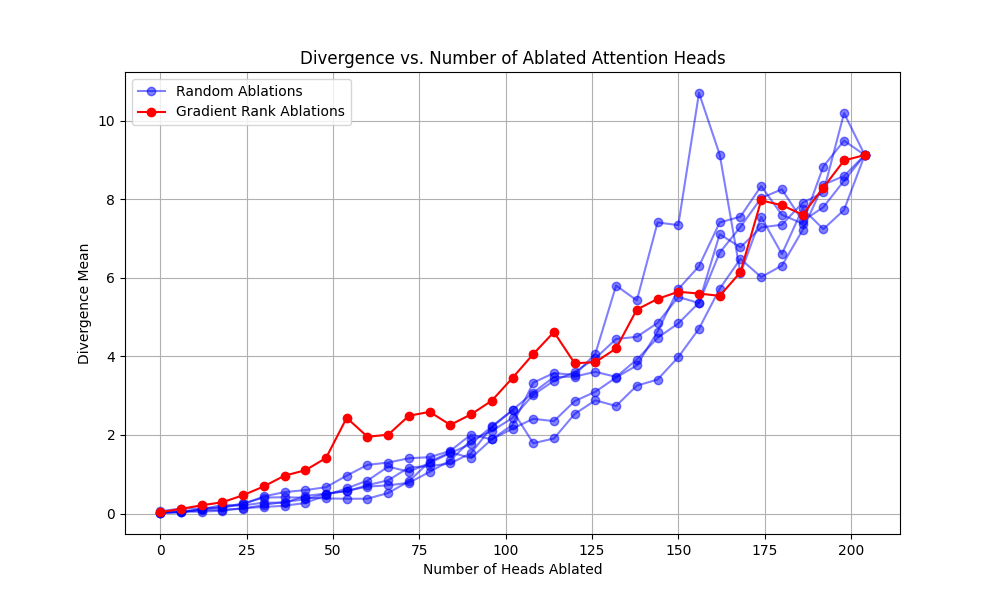 Divergence vs. Number of Ablated Attention Heads
Random Ablations
Gradient Rank Ablations
Divergence Mean
10
8
6
4
2
0
0 25 50 75 100 125 150 175 200
Number of Heads Ablated